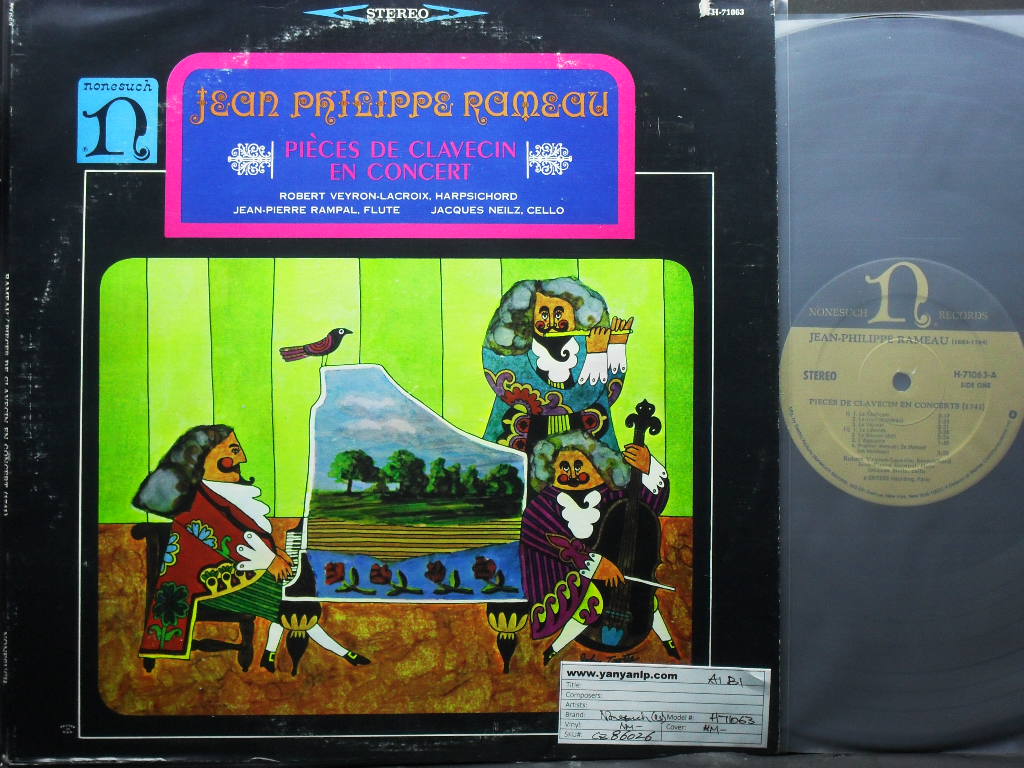 STEREO
H-71063
nonesuch
n
JEAN PHILIPPE RAMEAU
PIÈCES DE CLAVECIN
EN CONCERT
ROBERT VEYRON-LACROIX, HARPSICHORD
JEAN-PIERRE RAMPAL, FLUTE JACQUES NEILZ, CELLO
NONESUCH n RECORDS
JEAN-PHILIPPE RAMEAU (1683-1764)
STEREO
H-71063-A
SIDE ONE
PIECES DE CLAVECIN EN CONCERTS (1741)
www.yanyanlp.com
A1 B1
Title:
Composers:
Artists:
Brand: Nonesuch Model #: H-71063
Vinyl: NM- Cover: NM-
SKU#: CZ86026